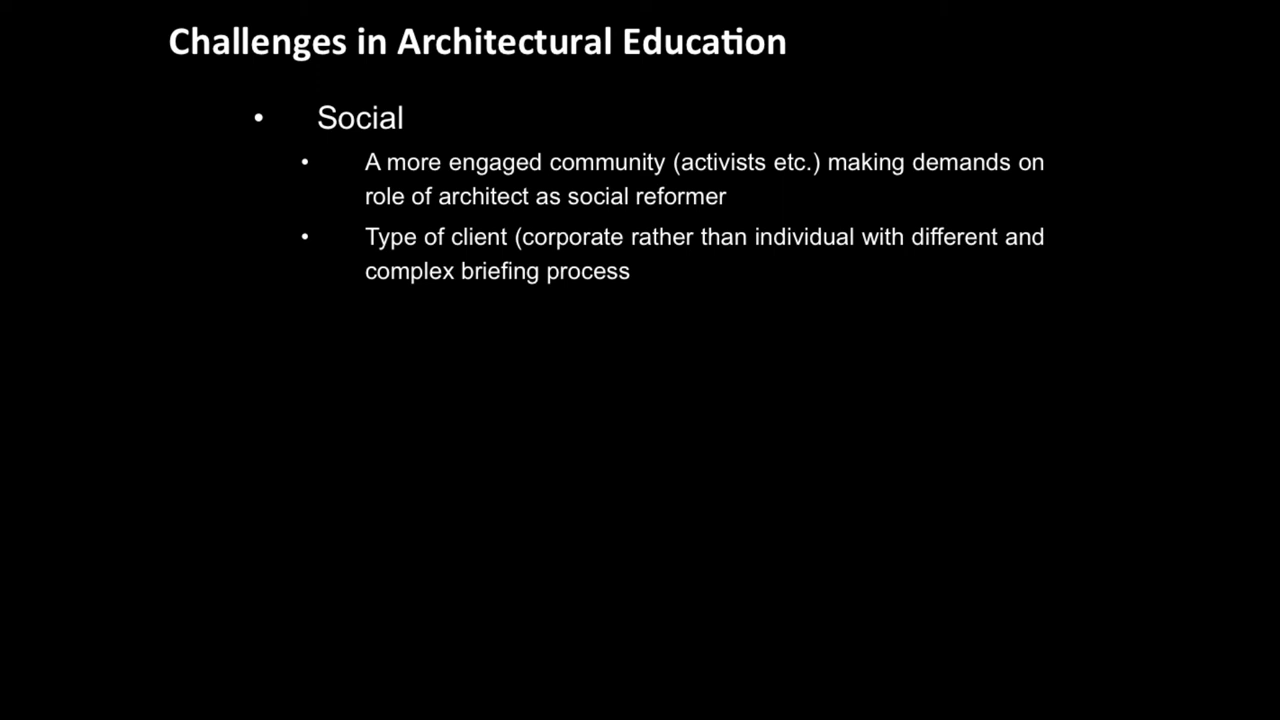 Challenges in Architectural Education
• Social
• A more engaged community (activists etc.) making demands on
role of architect as social reformer
• Type of client (corporate rather than individual with different and
complex briefing process